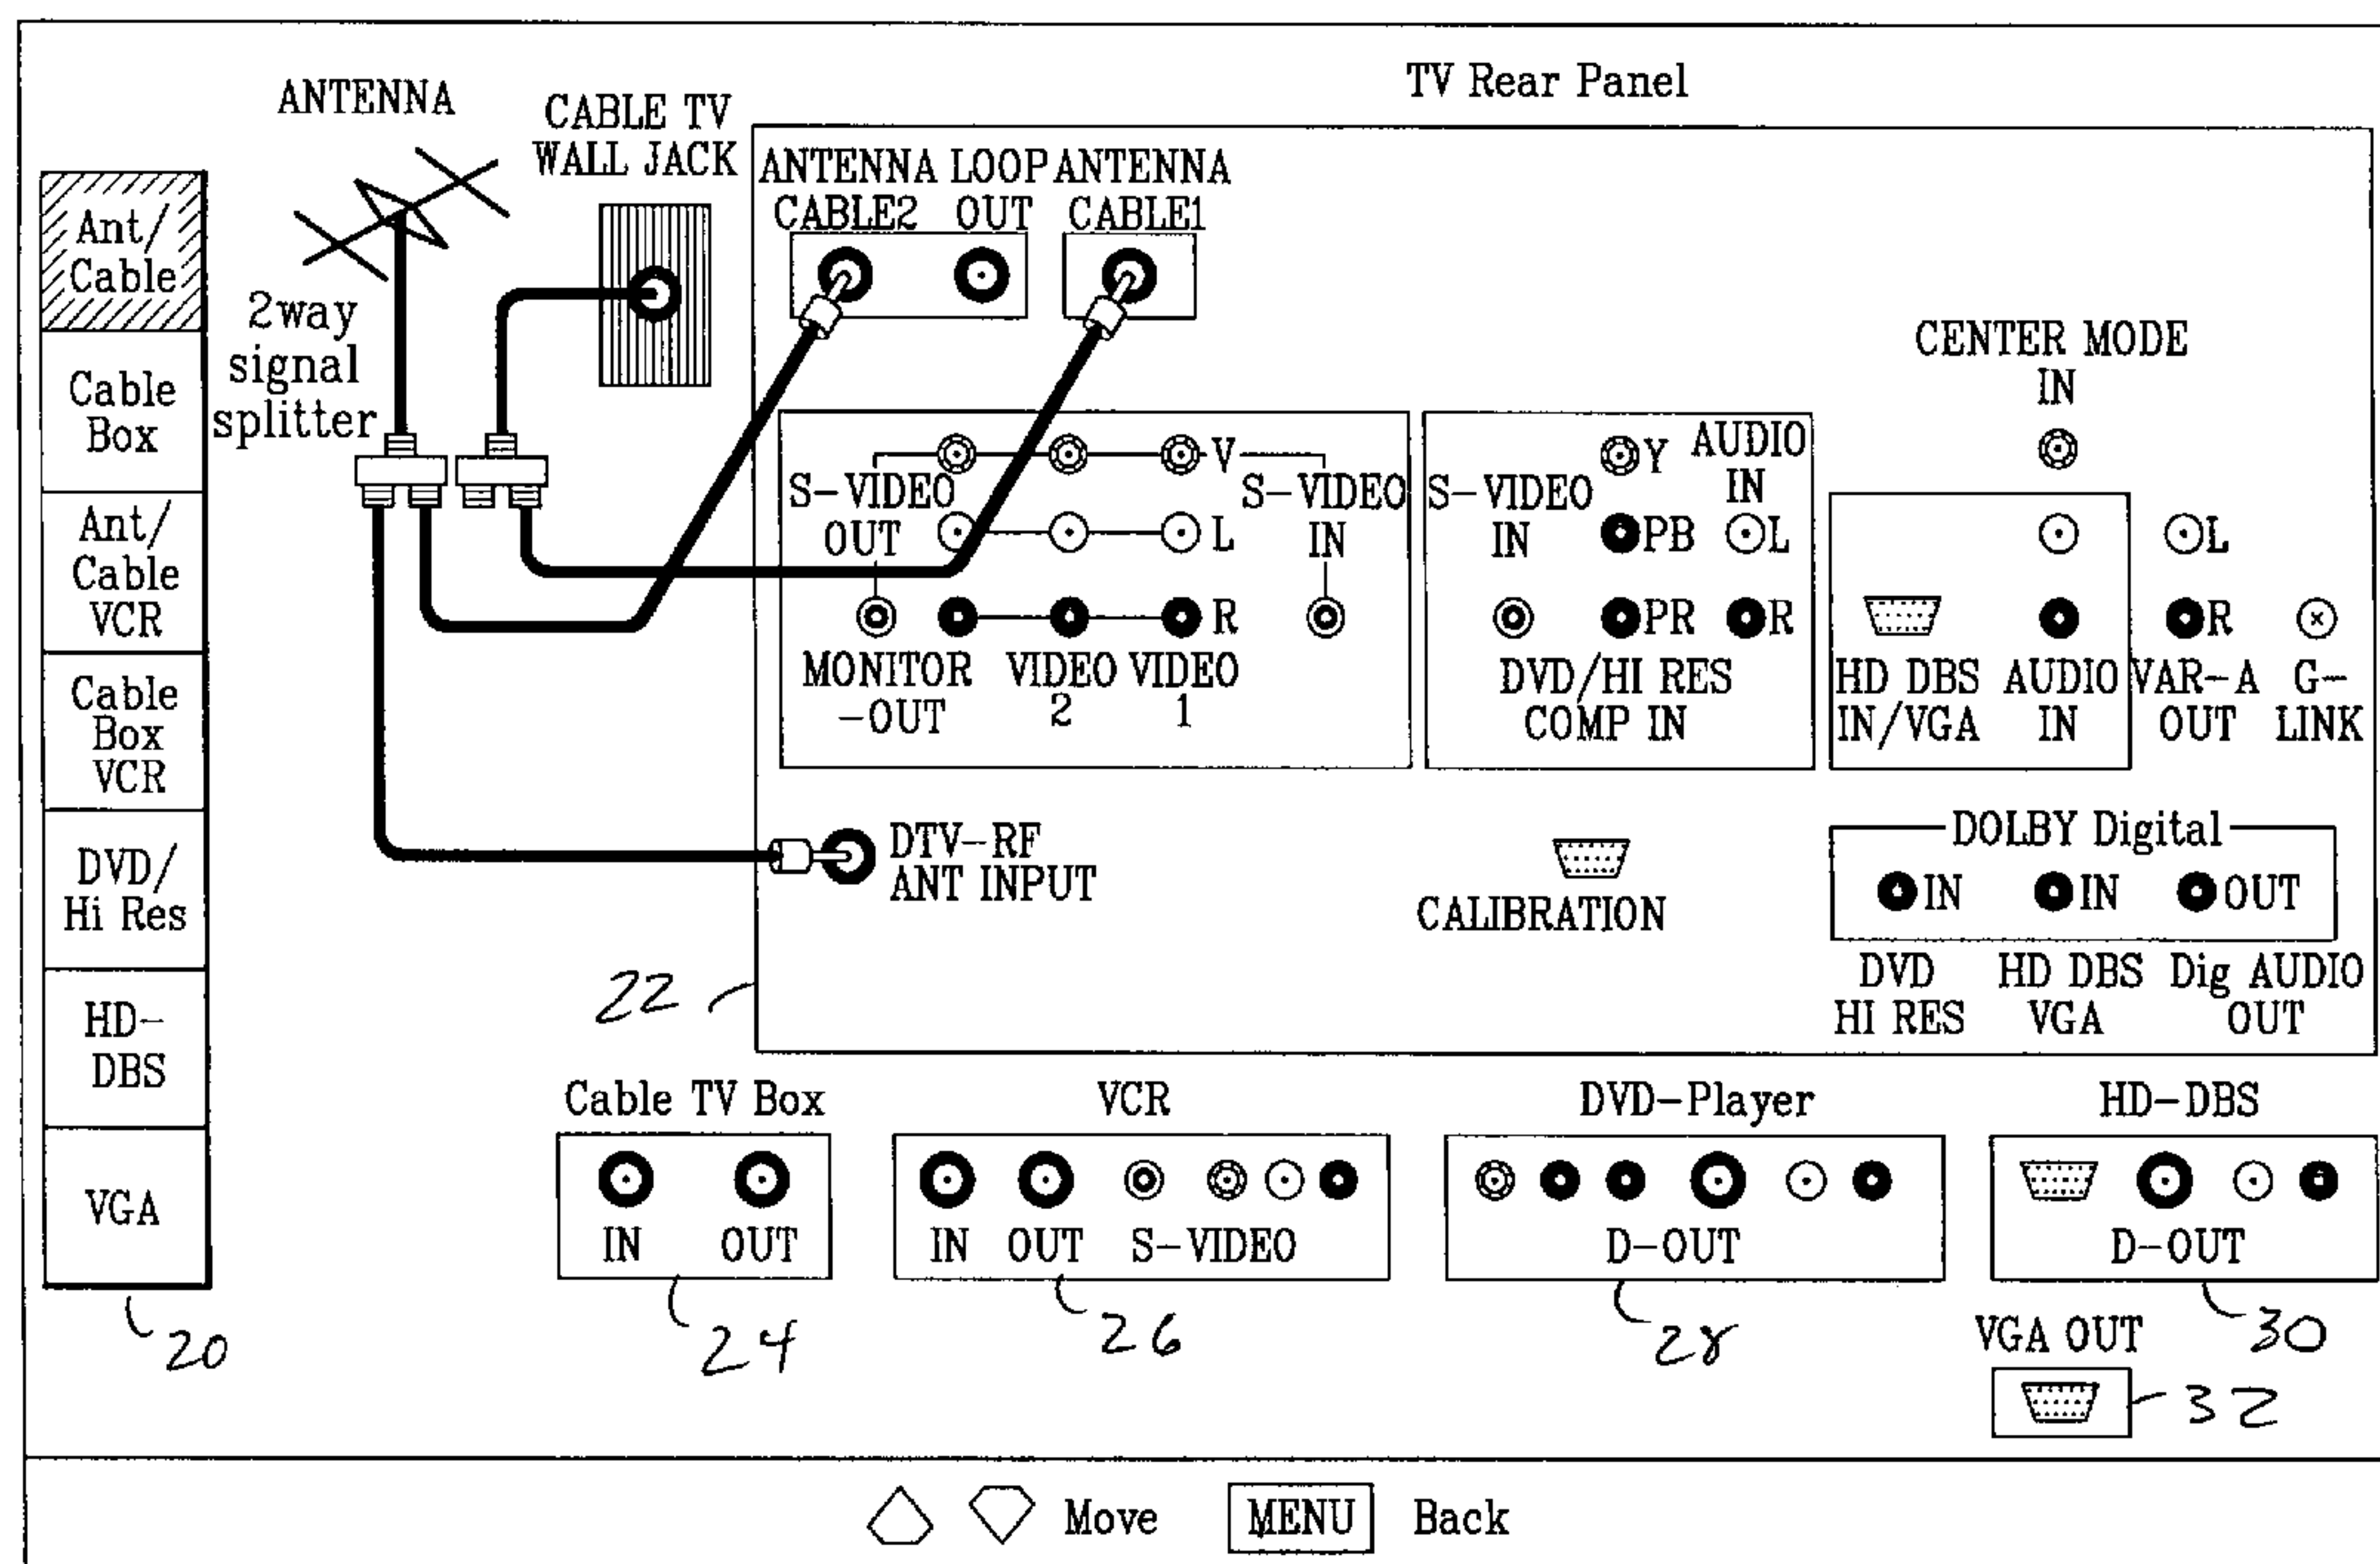 TV Rear Panel
ANTENNA
CABLE TV
WALL JACK
ANTENNA LOOP ANTENNA
CABLE2 OUT CABLE1
Ant/
Cable
2way
signal
splitter
Cable
Box
Ant/
Cable
VCR
Cable
Box
VCR
DVD/
Hi Res
HD-
DBS
VGA
20
S-VIDEO
OUT
V
L
R
S-VIDEO
IN
MONITOR
-OUT
VIDEO
2
VIDEO
1
S-VIDEO
IN
Y
PB
PR
AUDIO
IN
L
R
DVD/HI RES
COMP IN
CENTER MODE
IN
HD DBS
IN/VGA
AUDIO
IN
L
R
VAR-A
OUT
G-
LINK
DTV-RF
ANT INPUT
CALIBRATION
DOLBY Digital
IN IN OUT
DVD
HI RES
HD DBS
VGA
Dig AUDIO
OUT
22
Cable TV Box
IN OUT
24
VCR
IN OUT S-VIDEO
26
DVD-Player
D-OUT
28
HD-DBS
D-OUT
30
VGA OUT
32
Move MENU Back